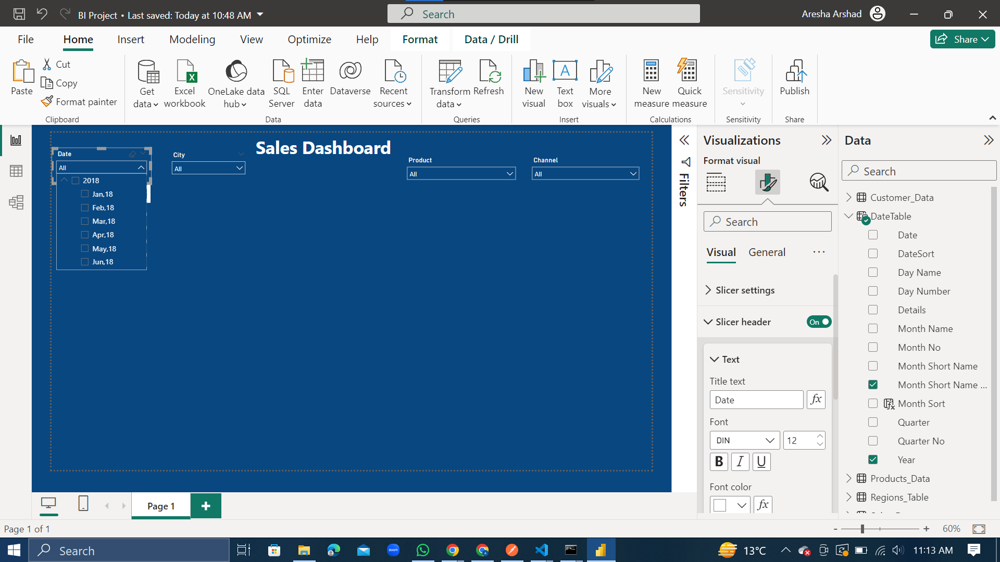 BI Project • Last saved: Today at 10:48 AM
Search
Aresha Arshad
File Home Insert Modeling View Optimize Help Format Data / Drill
Share
Paste
Cut
Copy
Format painter
Clipboard
Get data
Excel workbook
OneLake data hub
SQL Server
Enter data
Dataverse
Recent sources
Data
Transform data
Refresh
Queries
New visual
Text box
More visuals
Insert
New measure
Quick measure
Calculations
Sensitivity
Sensitivity
Publish
Share
Sales Dashboard
Date
All
2018
Jan,18
Feb,18
Mar,18
Apr,18
May,18
Jun,18
City
All
Product
All
Channel
All
Filters
Visualizations
Format visual
Search
Visual General ...
Slicer settings
Slicer header On
Text
Title text
Date fx
Font
DIN 12
B I U
Font color
fx
Data
Search
Customer_Data
DateTable
Date
DateSort
Day Name
Day Number
Details
Month Name
Month No
Month Short Name
Month Short Name ...
Month Sort
Quarter
Quarter No
Year
Products_Data
Regions_Table
Page 1
+
Page 1 of 1
- + 60%
Search
zoom
13°C
11:13 AM